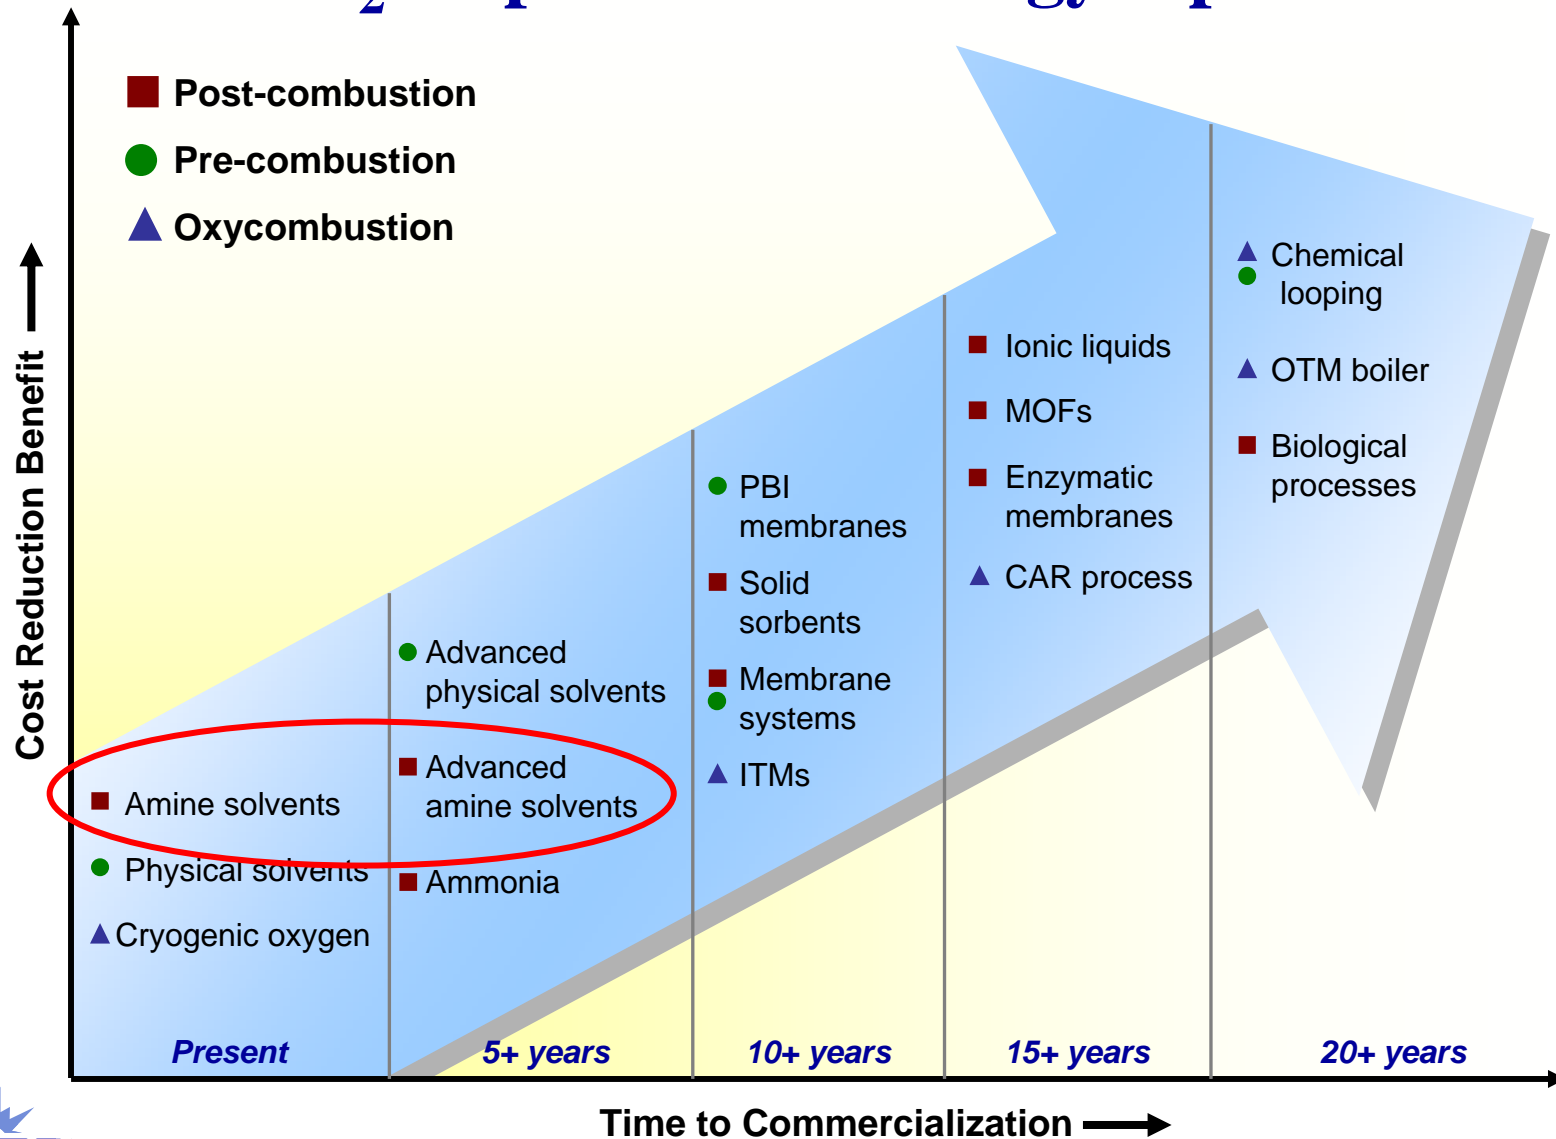 Post-combustion
Pre-combustion
Oxycombustion
Cost Reduction Benefit
Chemical
looping
OTM boiler
Biological
processes
Ionic liquids
MOFs
Enzymatic
membranes
CAR process
PBI
membranes
Solid
sorbents
Membrane
systems
ITMs
Advanced
physical solvents
Advanced
amine solvents
Ammonia
Amine solvents
Physical solvents
Cryogenic oxygen
Present
5+ years
10+ years
15+ years
20+ years
Time to Commercialization